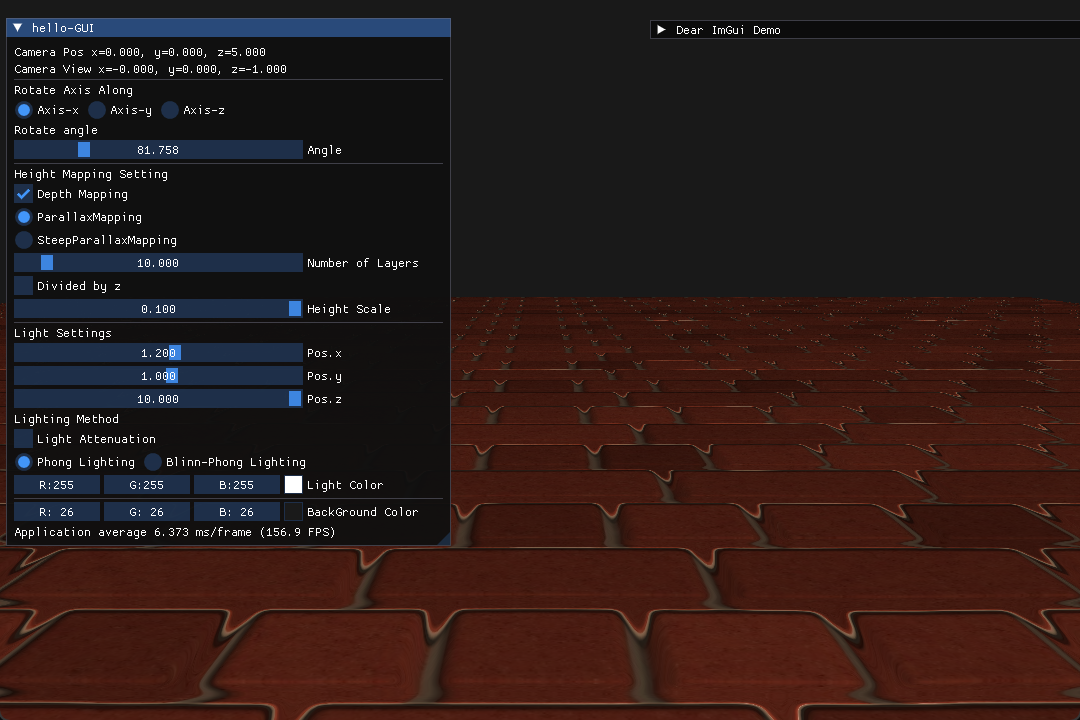 hello-GUI
Dear ImGui Demo
Camera Pos x=0.000, y=0.000, z=5.000
Camera View x=-0.000, y=0.000, z=-1.000
Rotate Axis Along
Axis-x Axis-y Axis-z
Rotate angle
81.758 Angle
Height Mapping Setting
Depth Mapping
ParallaxMapping
SteepParallaxMapping
10.000 Number of Layers
Divided by z
0.100 Height Scale
Light Settings
1.200 Pos.x
1.000 Pos.y
10.000 Pos.z
Lighting Method
Light Attenuation
Phong Lighting Blinn-Phong Lighting
R:255 G:255 B:255 Light Color
R: 26 G: 26 B: 26 BackGround Color
Application average 6.373 ms/frame (156.9 FPS)